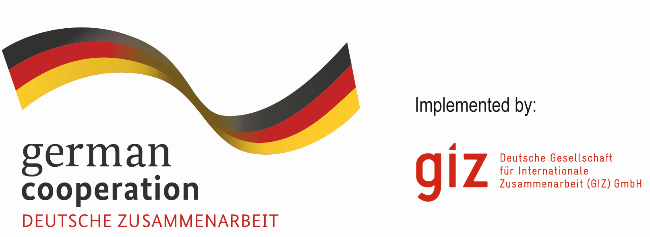 german
cooperation
DEUTSCHE ZUSAMMENARBEIT
Implemented by:
giz
Deutsche Gesellschaft
für Internationale
Zusammenarbeit (GIZ) GmbH